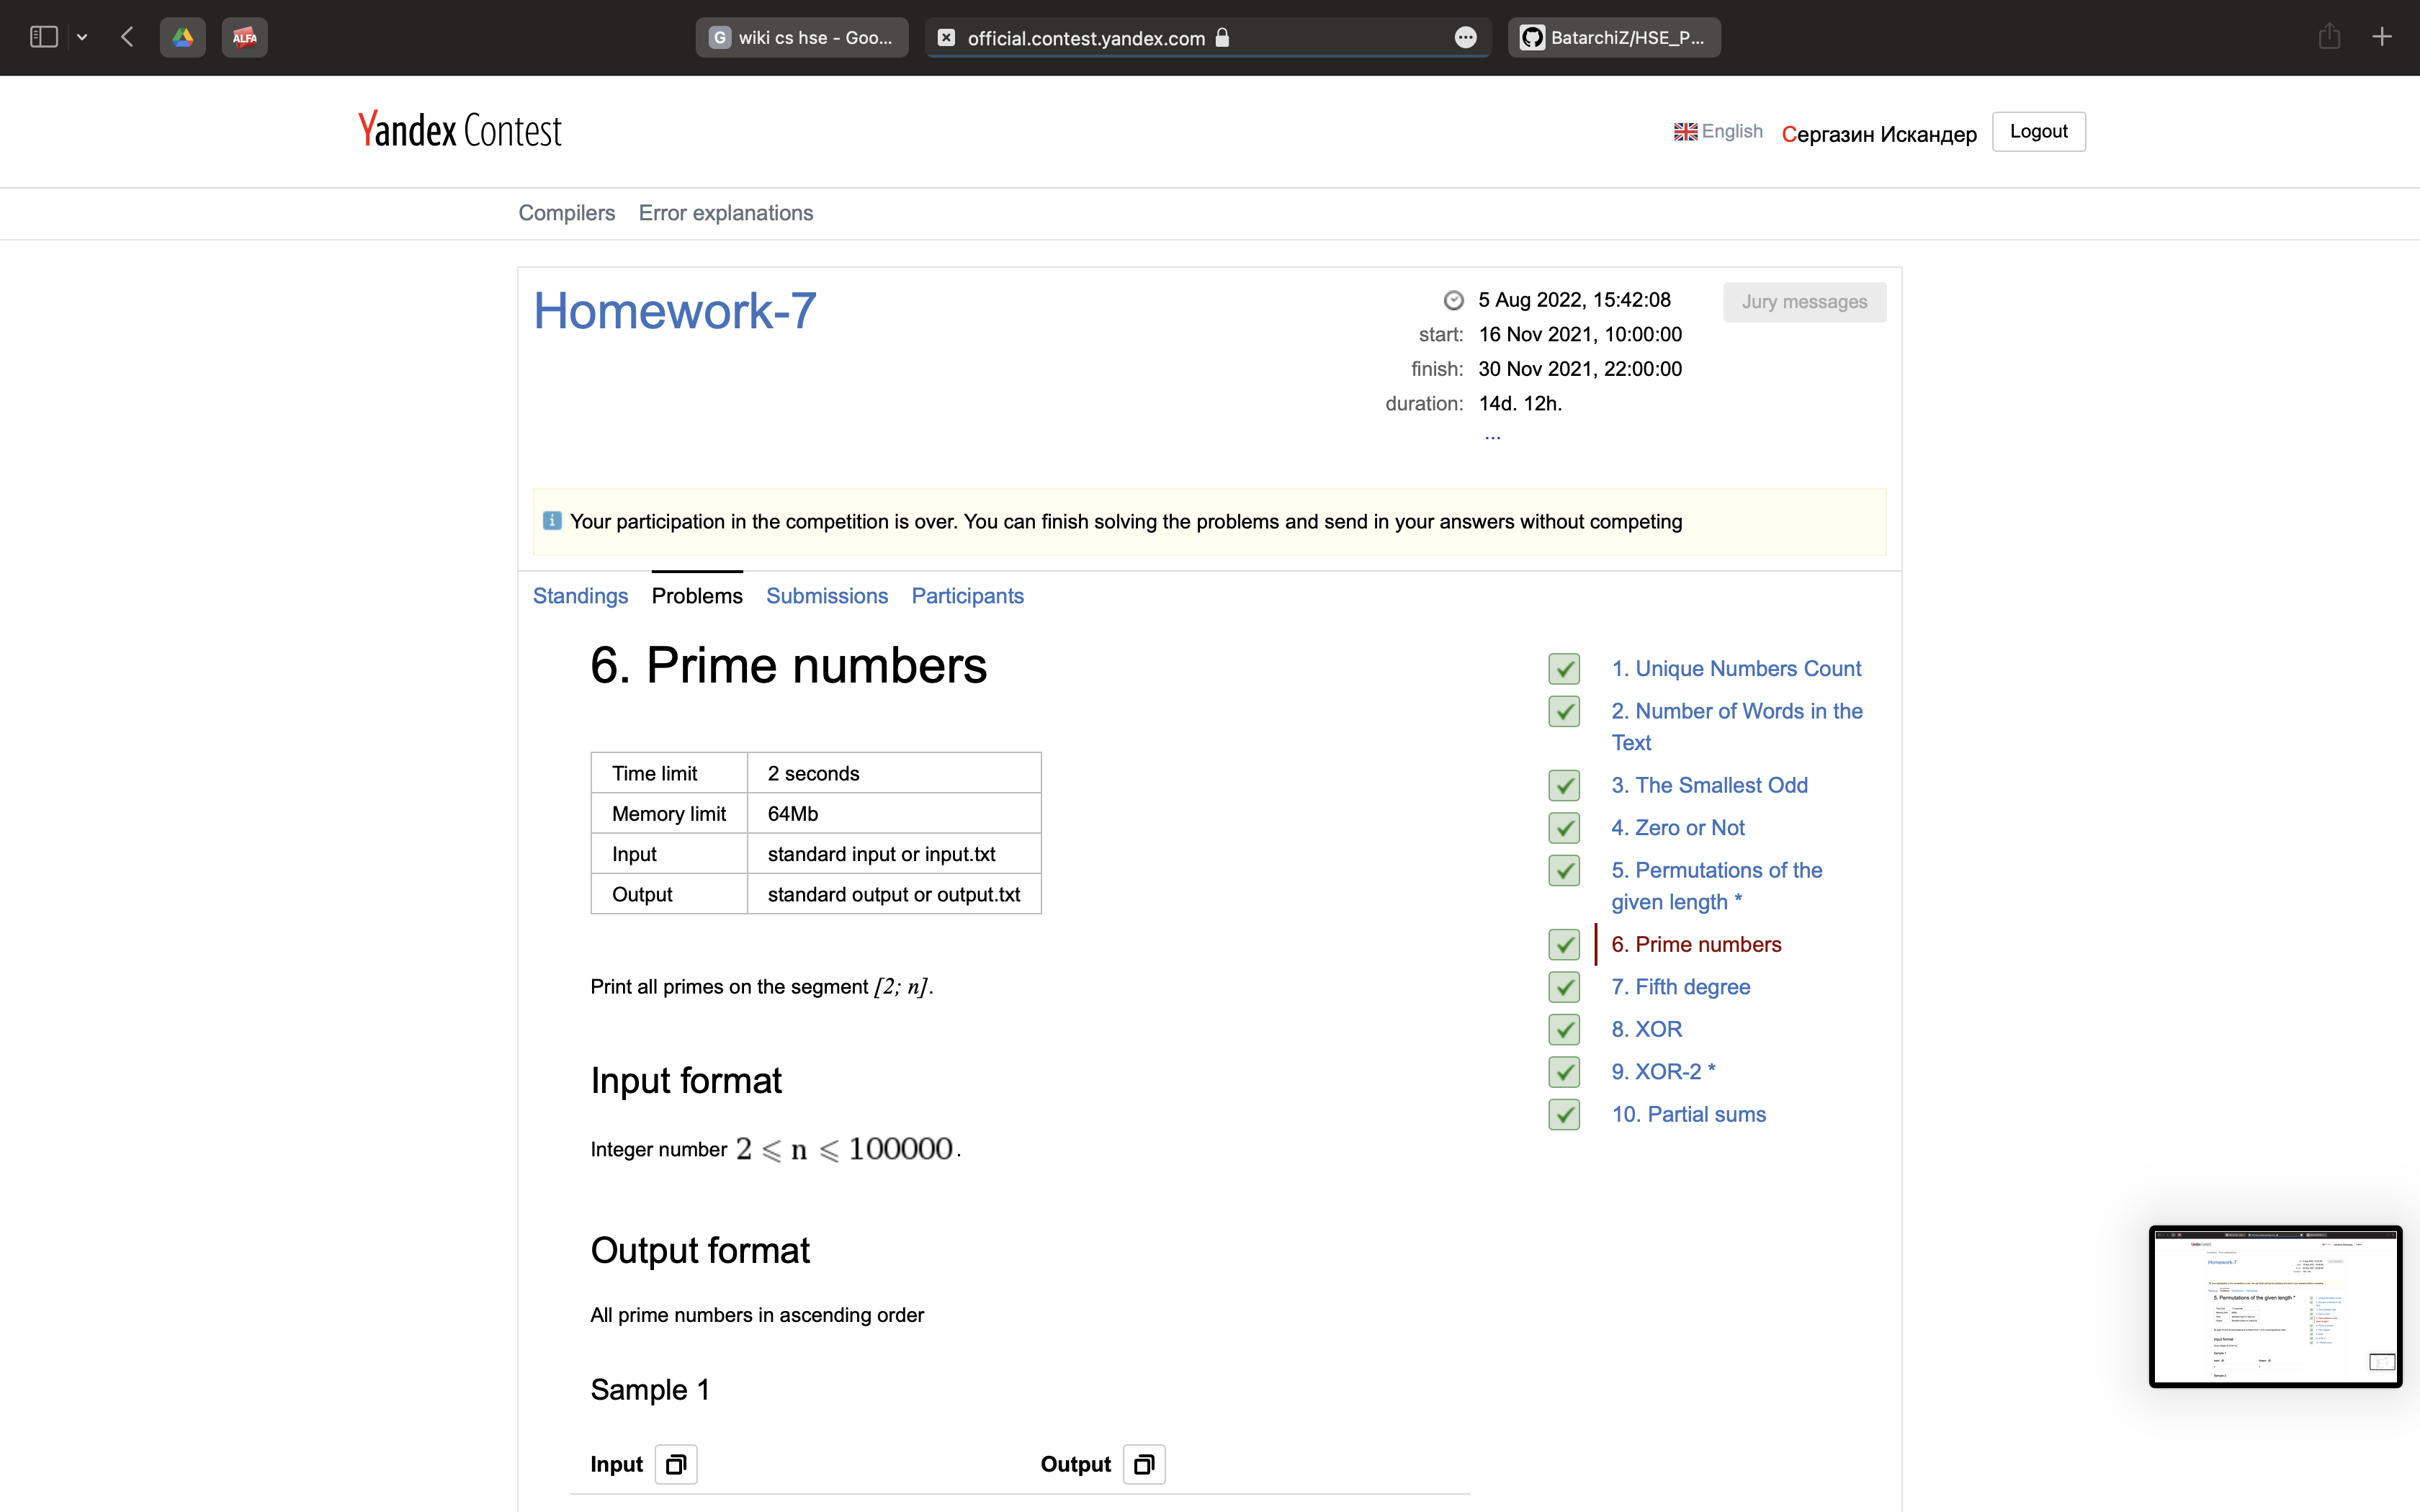 ALFA
G wiki cs hse - Goo...
official.contest.yandex.com
BatarchiZ/HSE_P...
Yandex Contest
English
Сергазин Искандер
Logout
Compilers
Error explanations
Homework-7
5 Aug 2022, 15:42:08
Jury messages
start: 16 Nov 2021, 10:00:00
finish: 30 Nov 2021, 22:00:00
duration: 14d. 12h.
...
Your participation in the competition is over. You can finish solving the problems and send in your answers without competing
Standings
Problems
Submissions
Participants
6. Prime numbers
Time limit 2 seconds
Memory limit 64Mb
Input standard input or input.txt
Output standard output or output.txt
Print all primes on the segment [2; n].
Input format
Integer number 2 ⩽ n ⩽ 100000.
Output format
All prime numbers in ascending order
Sample 1
Input
Output
1. Unique Numbers Count
2. Number of Words in the
Text
3. The Smallest Odd
4. Zero or Not
5. Permutations of the
given length *
6. Prime numbers
7. Fifth degree
8. XOR
9. XOR-2 *
10. Partial sums
Homework-7
5. Permutations of the given length *